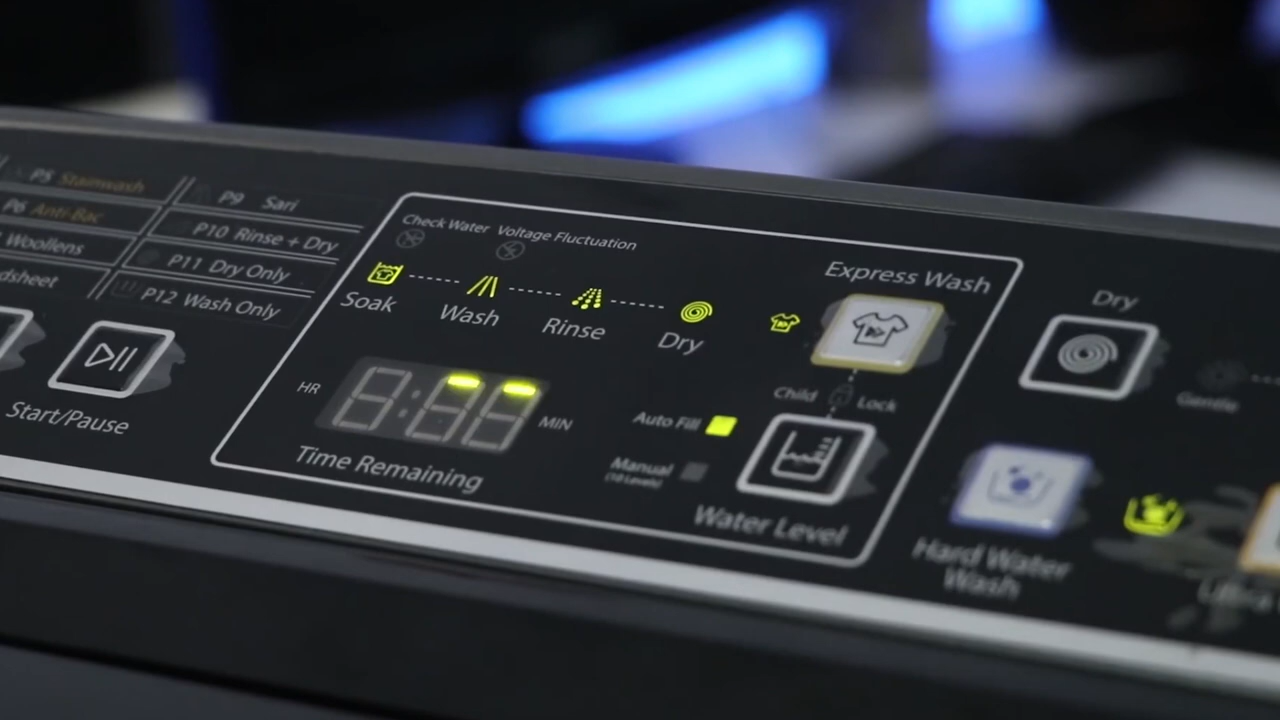 P5 Stainwash
P6 Anti-Bac
Woollens
dsheet
P9 Sari
P10 Rinse + Dry
P11 Dry Only
P12 Wash Only
Start/Pause
Check Water
Voltage Fluctuation
Soak
Wash
Rinse
Dry
Express Wash
HR
MIN
Time Remaining
Child Lock
Auto Fill
Manual
(10 Levels)
Water Level
Dry
Gentle
Hard Water
Wash